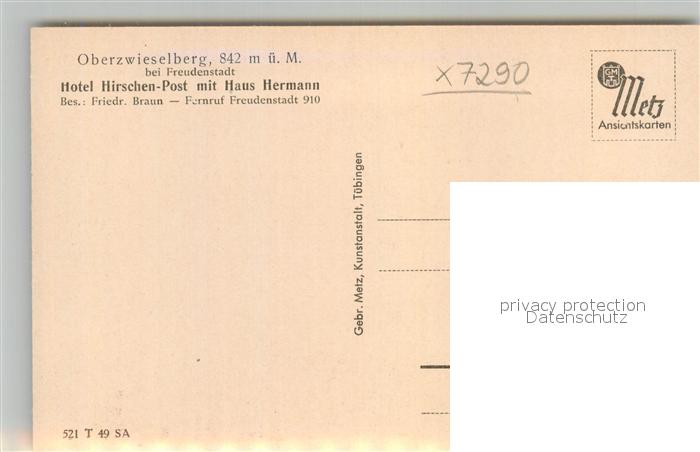 Oberzwieselberg, 842 m ü. M.
bei Freudenstadt
Hotel Hirschen-Post mit Haus Hermann
Bes.: Friedr. Braun — Fernruf Freudenstadt 910
x7290
GM
Metz
Ansichtskarten
Gebr. Metz, Kunstanstalt, Tübingen
privacy protection
Datenschutz
521 T 49 SA